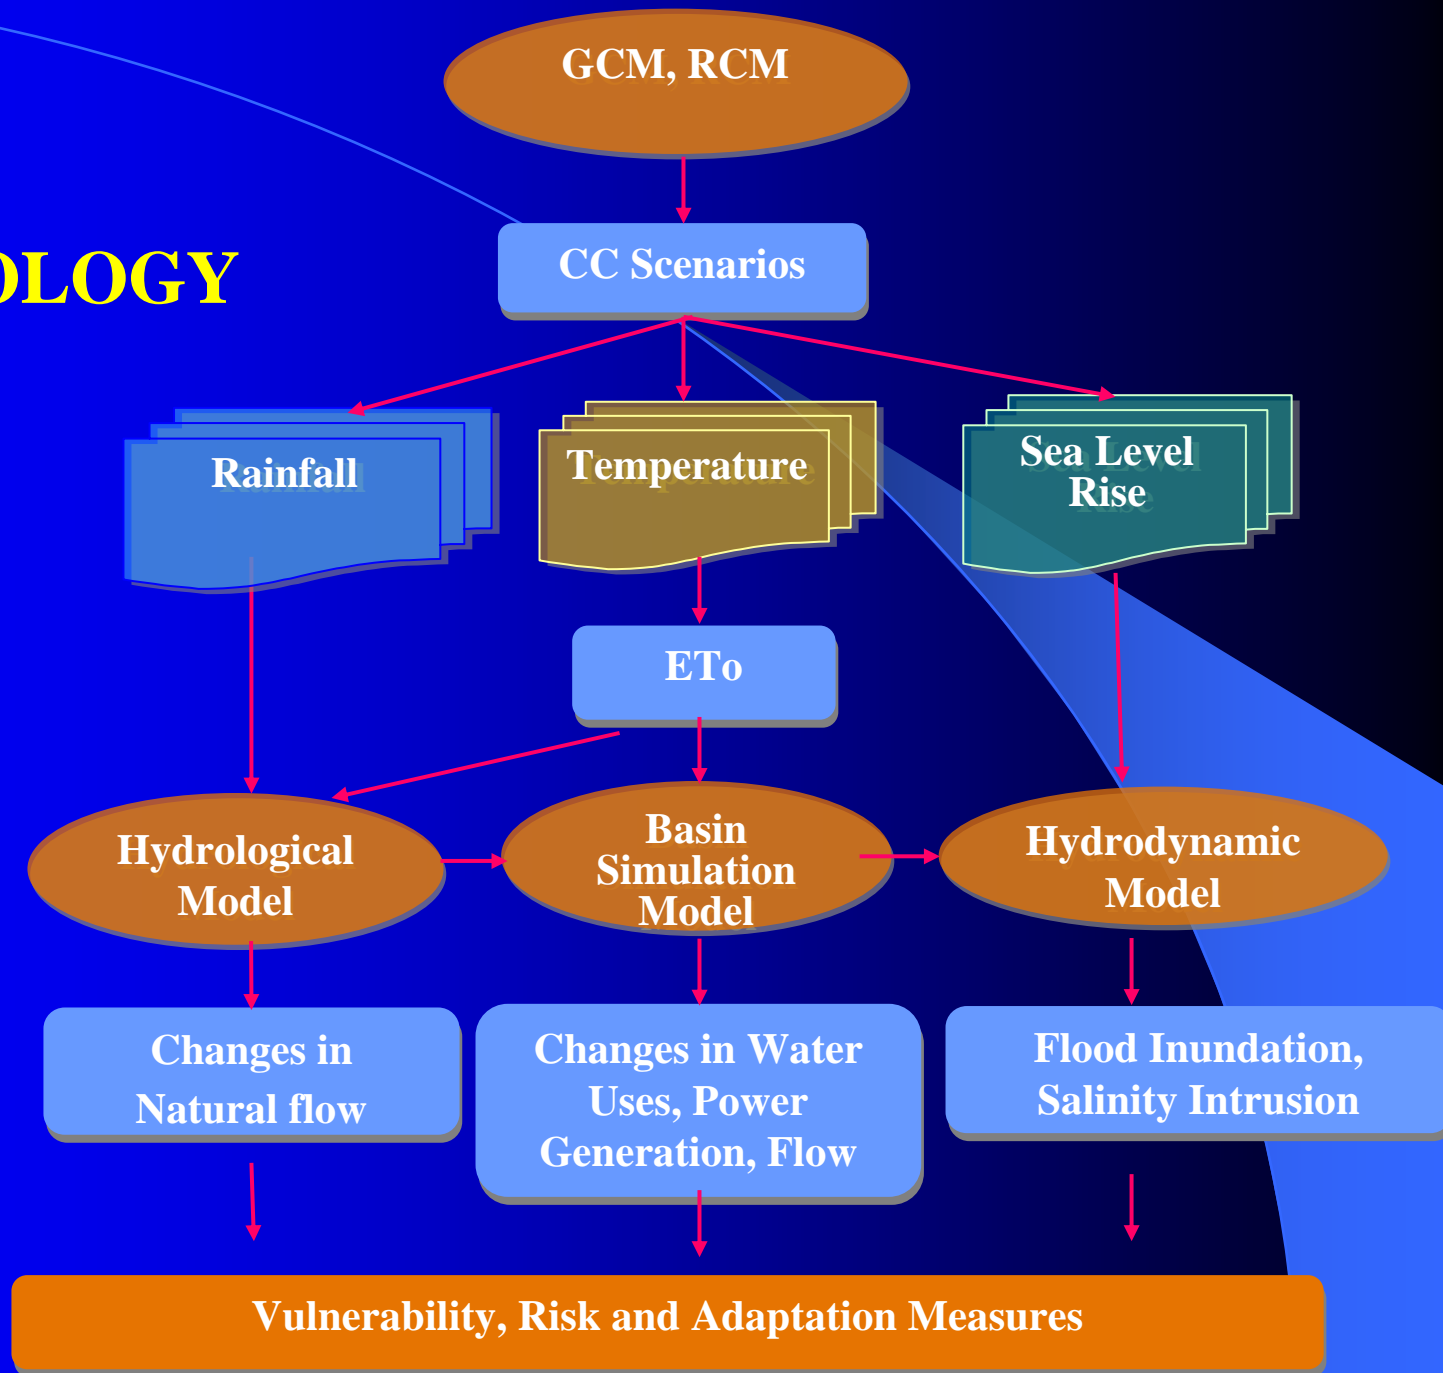 GCM, RCM
OLOGY
CC Scenarios
Rainfall
Temperature
Sea Level
Rise
ETo
Hydrological
Model
Basin
Simulation
Model
Hydrodynamic
Model
Changes in
Natural flow
Changes in Water
Uses, Power
Generation, Flow
Flood Inundation,
Salinity Intrusion
Vulnerability, Risk and Adaptation Measures